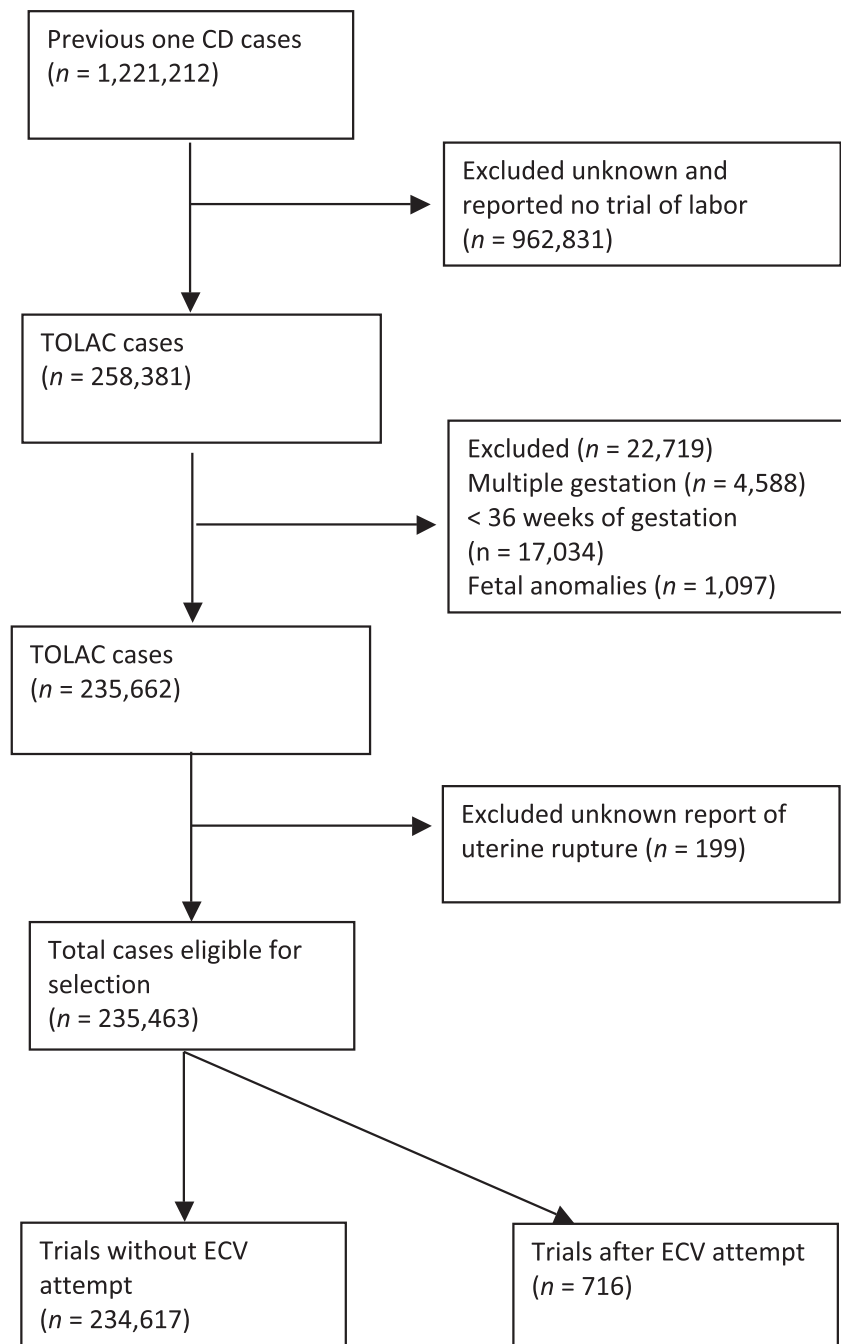 Previous one CD cases
(n = 1,221,212)
Excluded unknown and
reported no trial of labor
(n = 962,831)
TOLAC cases
(n = 258,381)
Excluded (n = 22,719)
Multiple gestation (n = 4,588)
< 36 weeks of gestation
(n = 17,034)
Fetal anomalies (n = 1,097)
TOLAC cases
(n = 235,662)
Excluded unknown report of
uterine rupture (n = 199)
Total cases eligible for
selection
(n = 235,463)
Trials without ECV
attempt
(n = 234,617)
Trials after ECV attempt
(n = 716)